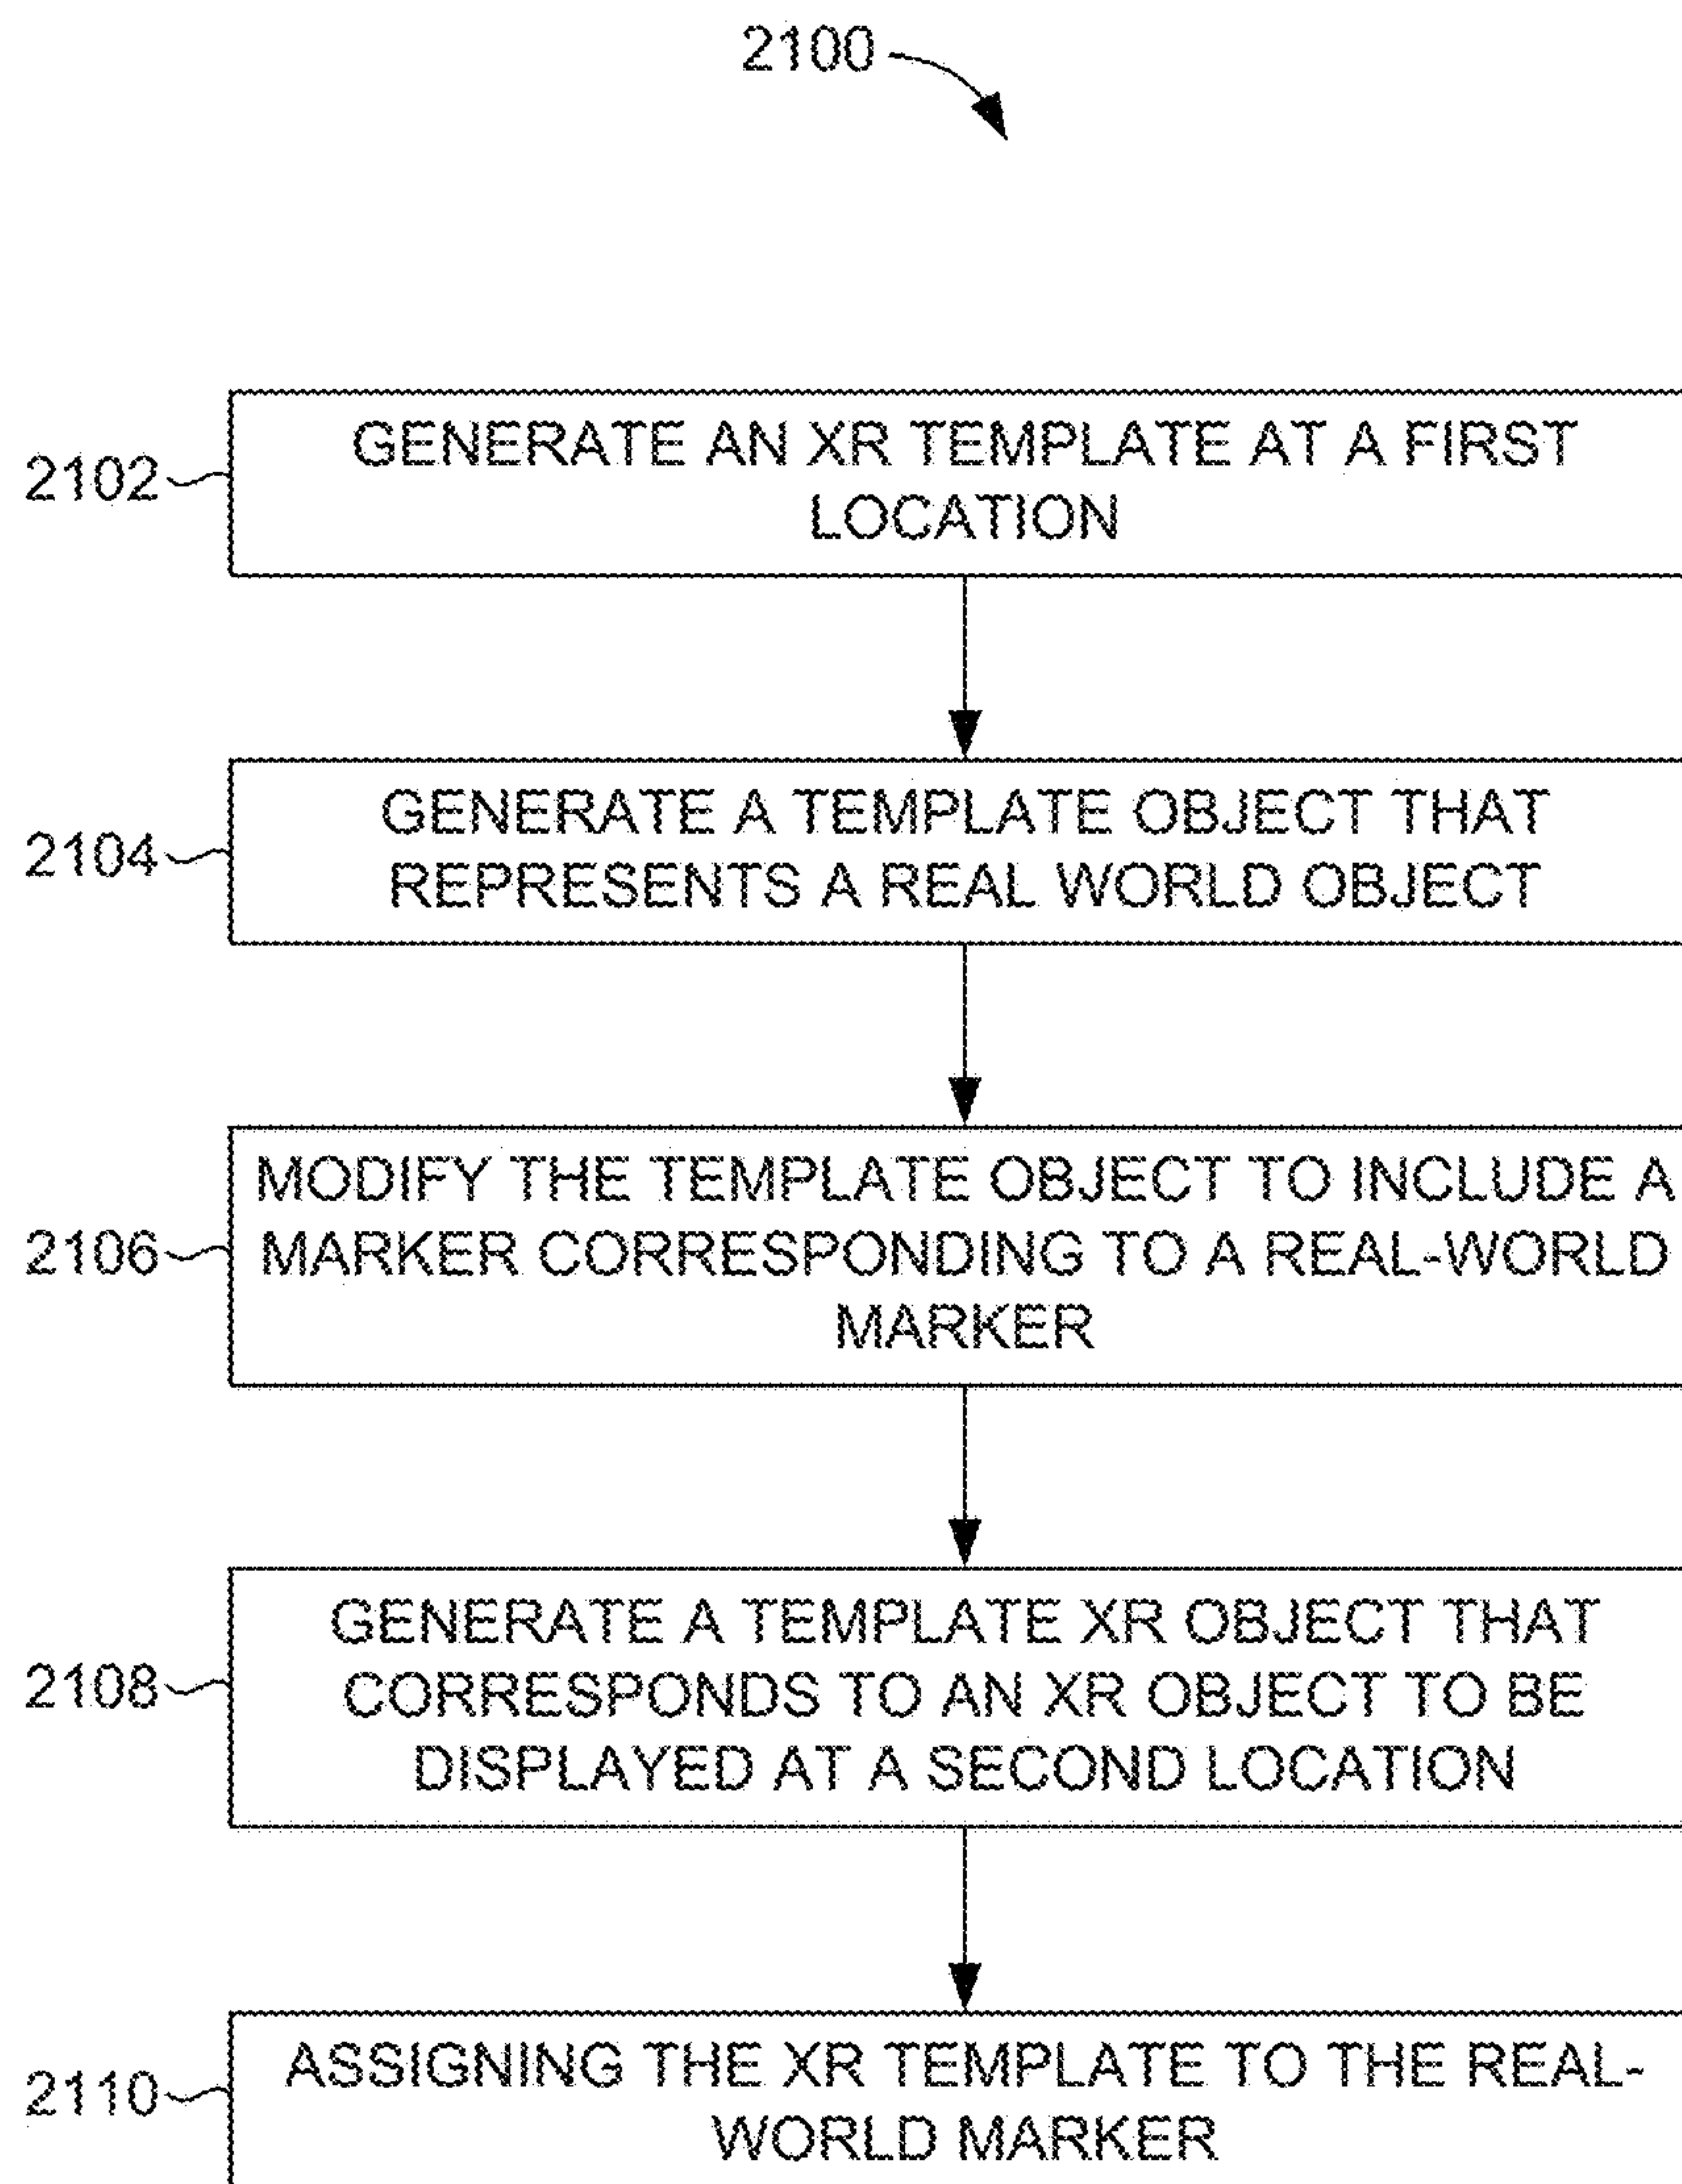 2100
2102
GENERATE AN XR TEMPLATE AT A FIRST
LOCATION
2104
GENERATE A TEMPLATE OBJECT THAT
REPRESENTS A REAL WORLD OBJECT
2106
MODIFY THE TEMPLATE OBJECT TO INCLUDE A
MARKER CORRESPONDING TO A REAL-WORLD
MARKER
2108
GENERATE A TEMPLATE XR OBJECT THAT
CORRESPONDS TO AN XR OBJECT TO BE
DISPLAYED AT A SECOND LOCATION
2110
ASSIGNING THE XR TEMPLATE TO THE REAL-
WORLD MARKER